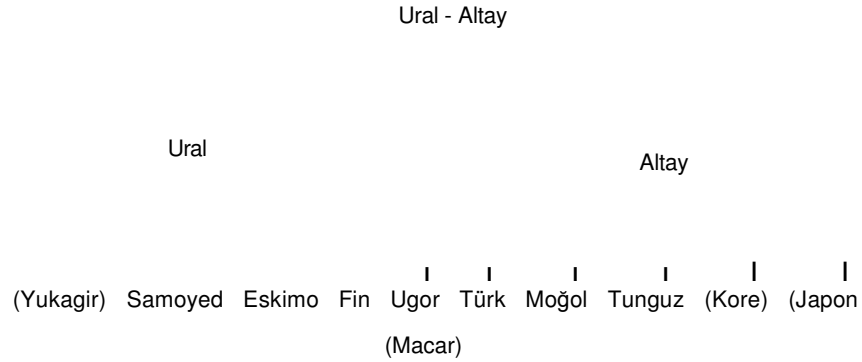 Ural - Altay
Ural
Altay
(Yukagir) Samoyed Eskimo Fin Ugor Türk Moğol Tunguz (Kore) (Japon
(Macar)